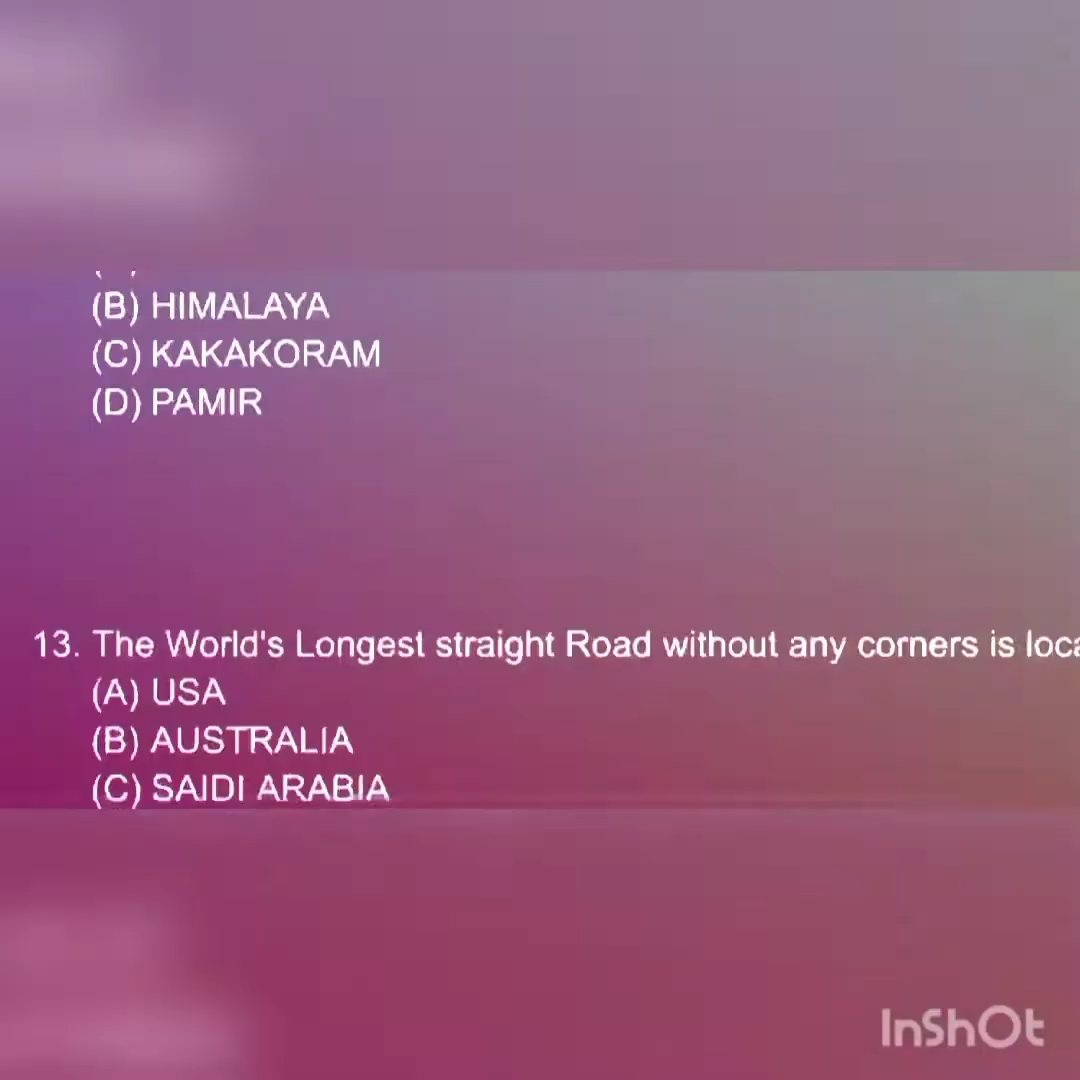 (B) HIMALAYA
(C) KAKAKORAM
(D) PAMIR
13. The World's Longest straight Road without any corners is loca
(A) USA
(B) AUSTRALIA
(C) SAIDI ARABIA
InShOt